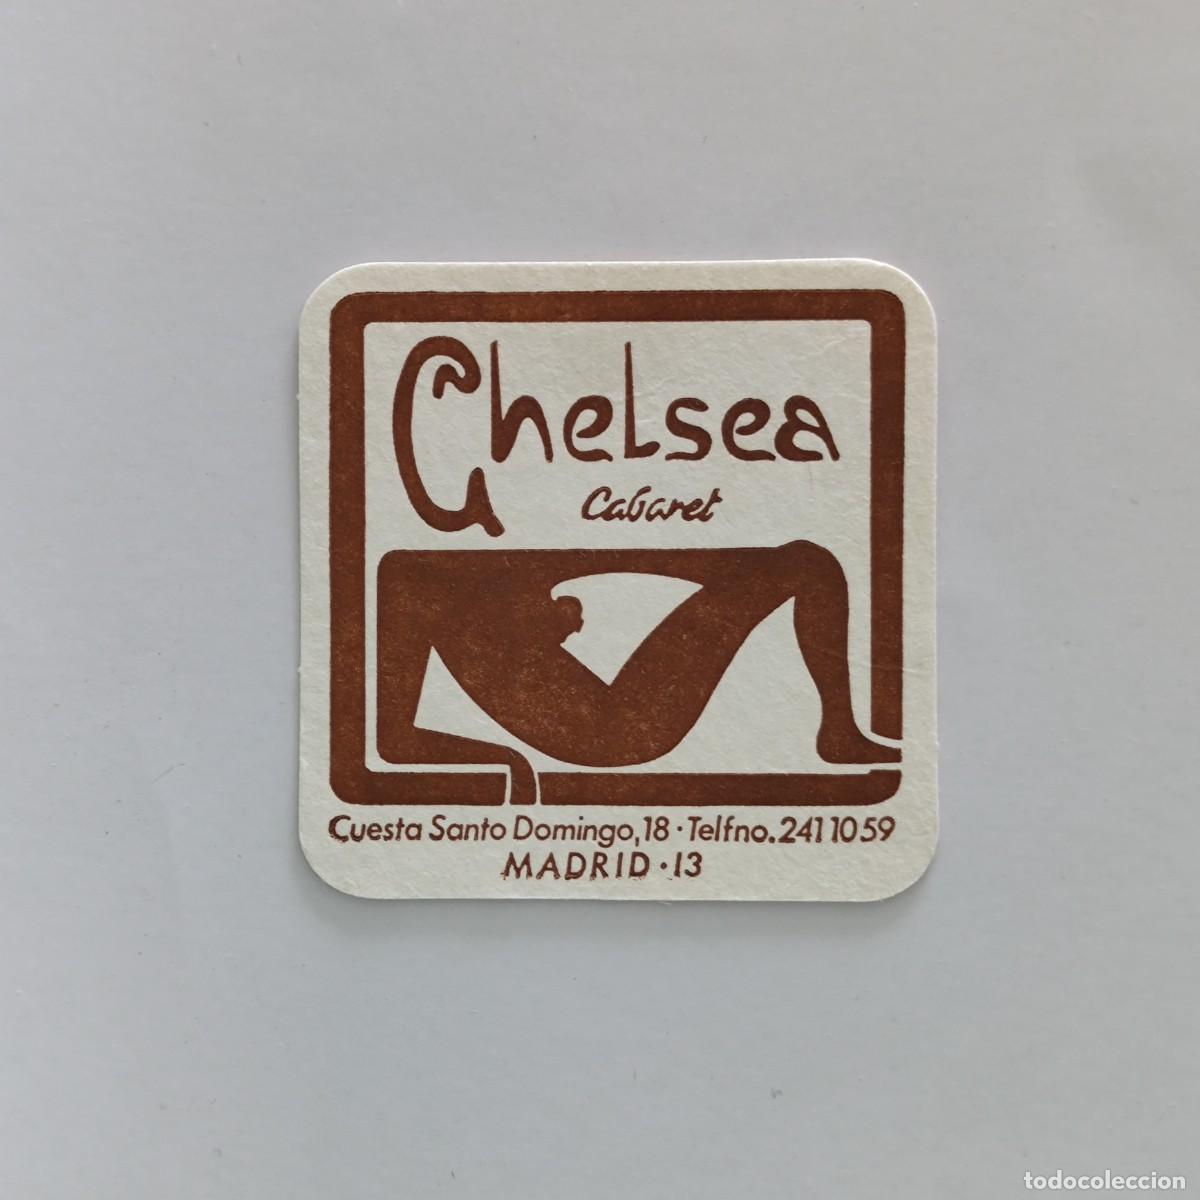 Chelsea
Cabaret
Cuesta Santo Domingo, 18 · Telfno. 241 10 59
MADRID · 13
todocoleccion